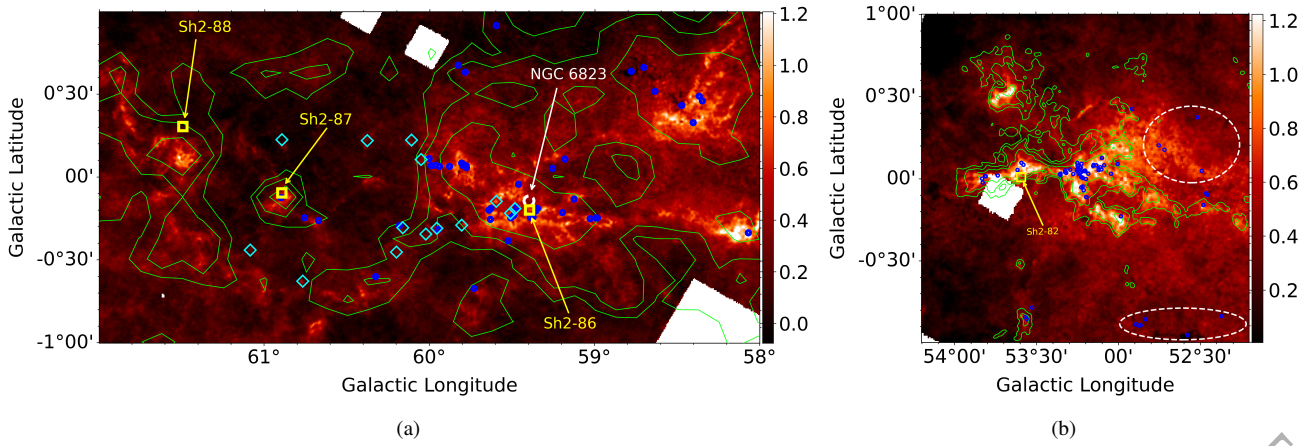 Sh2-88
NGC 6823
Sh2-87
Sh2-86
0°30'
00'
-0°30'
-1°00'
61°
60°
59°
58°
Galactic Latitude
Galactic Longitude
1.2
1.0
0.8
0.6
0.4
0.2
0.0
(a)
1°00'
0°30'
00'
-0°30'
54°00'
53°30'
00'
52°30'
Galactic Latitude
Galactic Longitude
Sh2-82
1.2
1.0
0.8
0.6
0.4
0.2
(b)